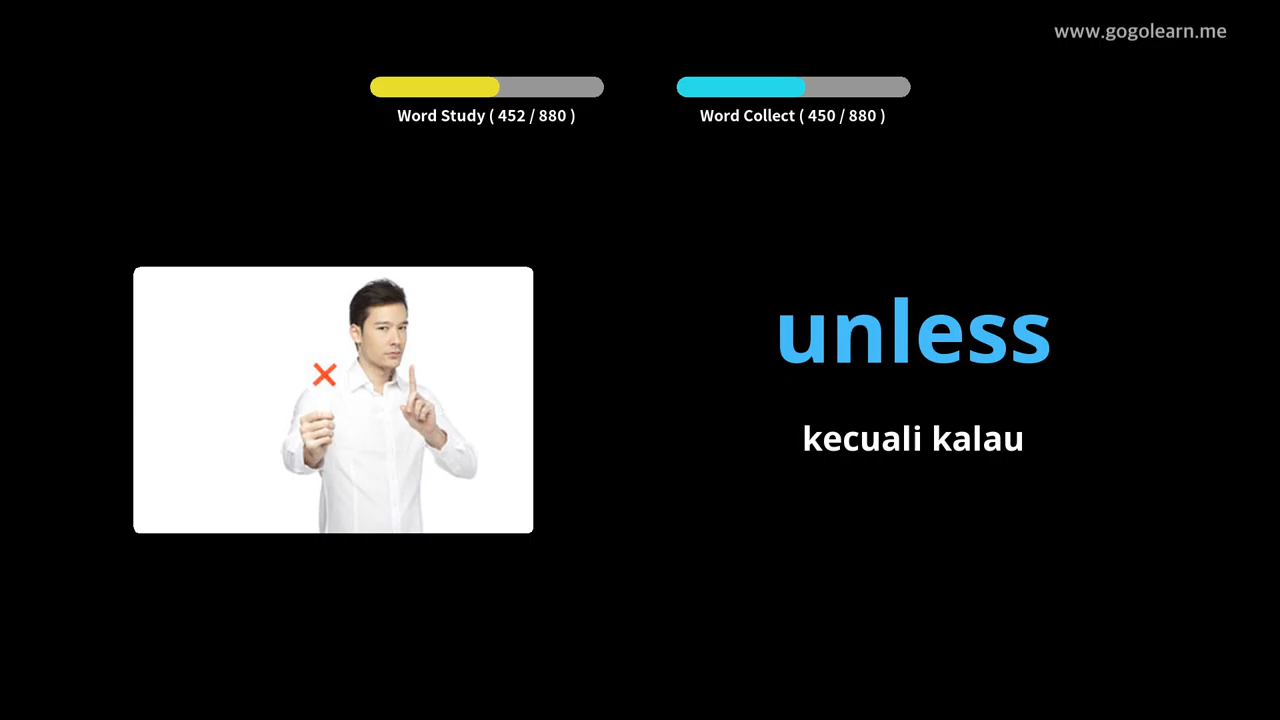 www.gogolearn.me
Word Study ( 452 / 880 )
Word Collect ( 450 / 880 )
unless
kecuali kalau